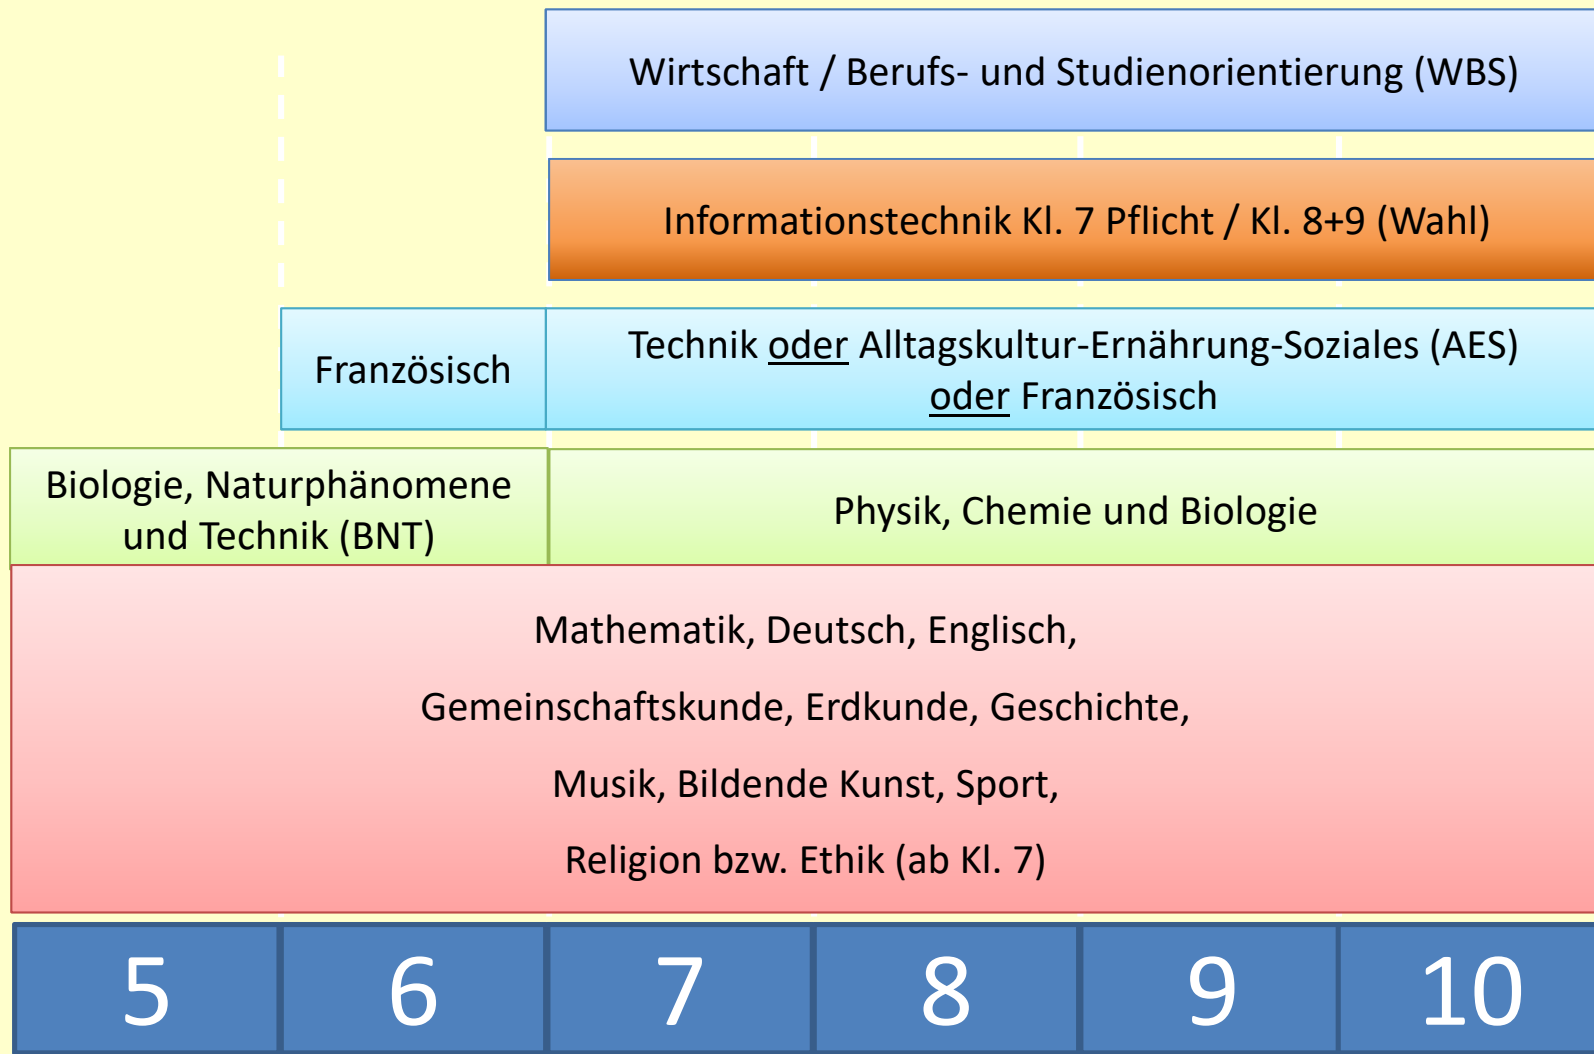 Wirtschaft / Berufs- und Studienorientierung (WBS)
Informationstechnik Kl. 7 Pflicht / Kl. 8+9 (Wahl)
Französisch
Technik oder Alltagskultur-Ernährung-Soziales (AES)
oder Französisch
Biologie, Naturphänomene
und Technik (BNT)
Physik, Chemie und Biologie
Mathematik, Deutsch, Englisch,
Gemeinschaftskunde, Erdkunde, Geschichte,
Musik, Bildende Kunst, Sport,
Religion bzw. Ethik (ab Kl. 7)
5 6 7 8 9 10